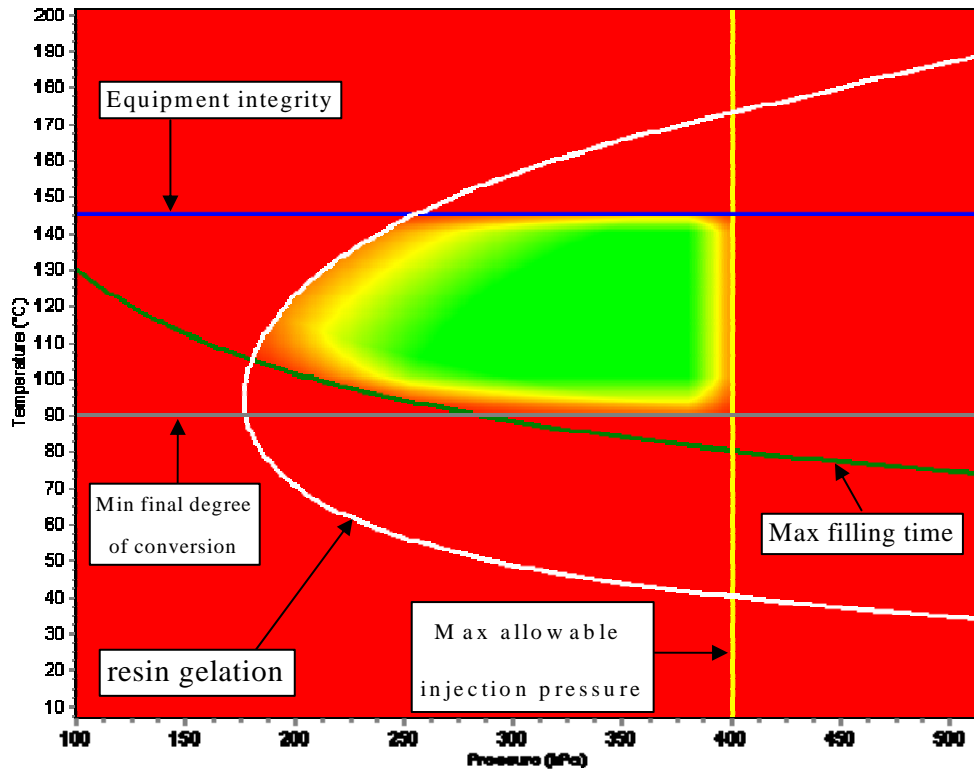 200
190
180
170
160
150
140
130
120
110
100
90
80
70
60
50
40
30
20
10
Temperature (°C)
Equipment integrity
Min final degree
of conversion
resin gelation
Max allowable
injection pressure
Max filling time
100 150 200 250 300 350 400 450 500
Pressure (kPa)